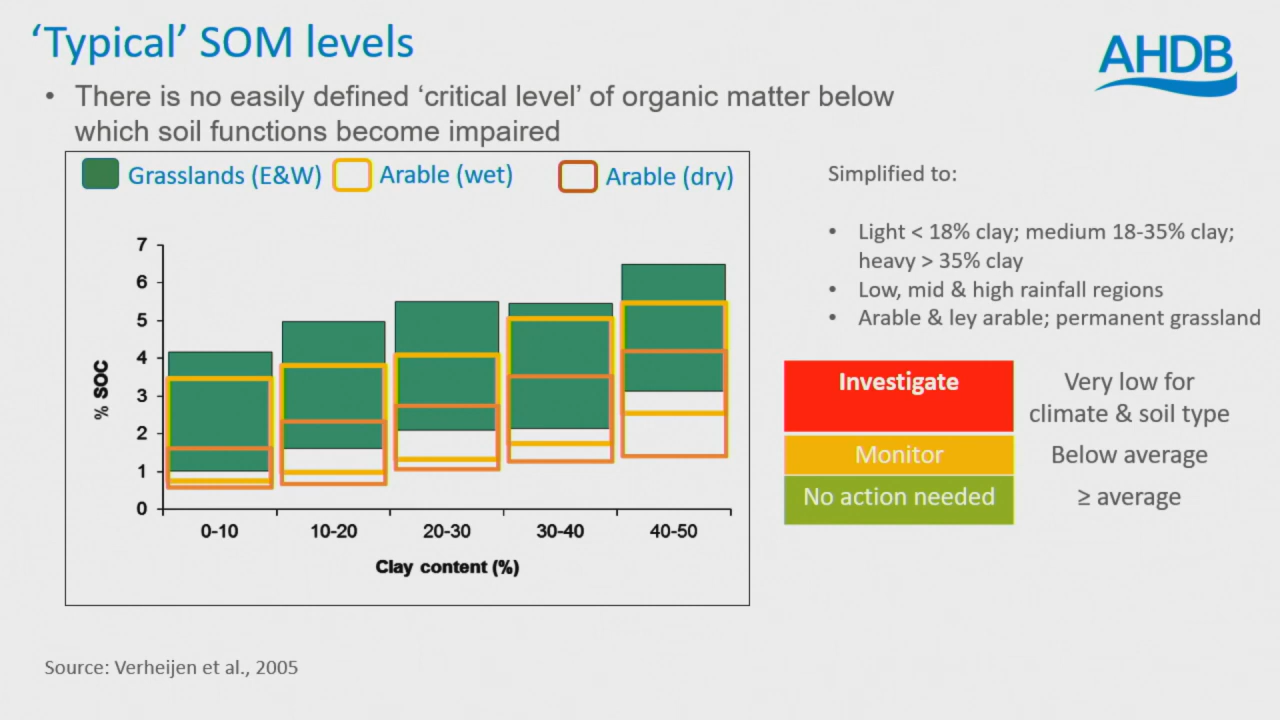 ‘Typical’ SOM levels
AHDB
• There is no easily defined ‘critical level’ of organic matter below
which soil functions become impaired
Grasslands (E&W)
Arable (wet)
Arable (dry)
7
6
5
4
3
2
1
0
% SOC
0-10
10-20
20-30
30-40
40-50
Clay content (%)
Simplified to:
• Light < 18% clay; medium 18-35% clay;
heavy > 35% clay
• Low, mid & high rainfall regions
• Arable & ley arable; permanent grassland
Investigate
Very low for
climate & soil type
Monitor
Below average
No action needed
≥ average
Source: Verheijen et al., 2005